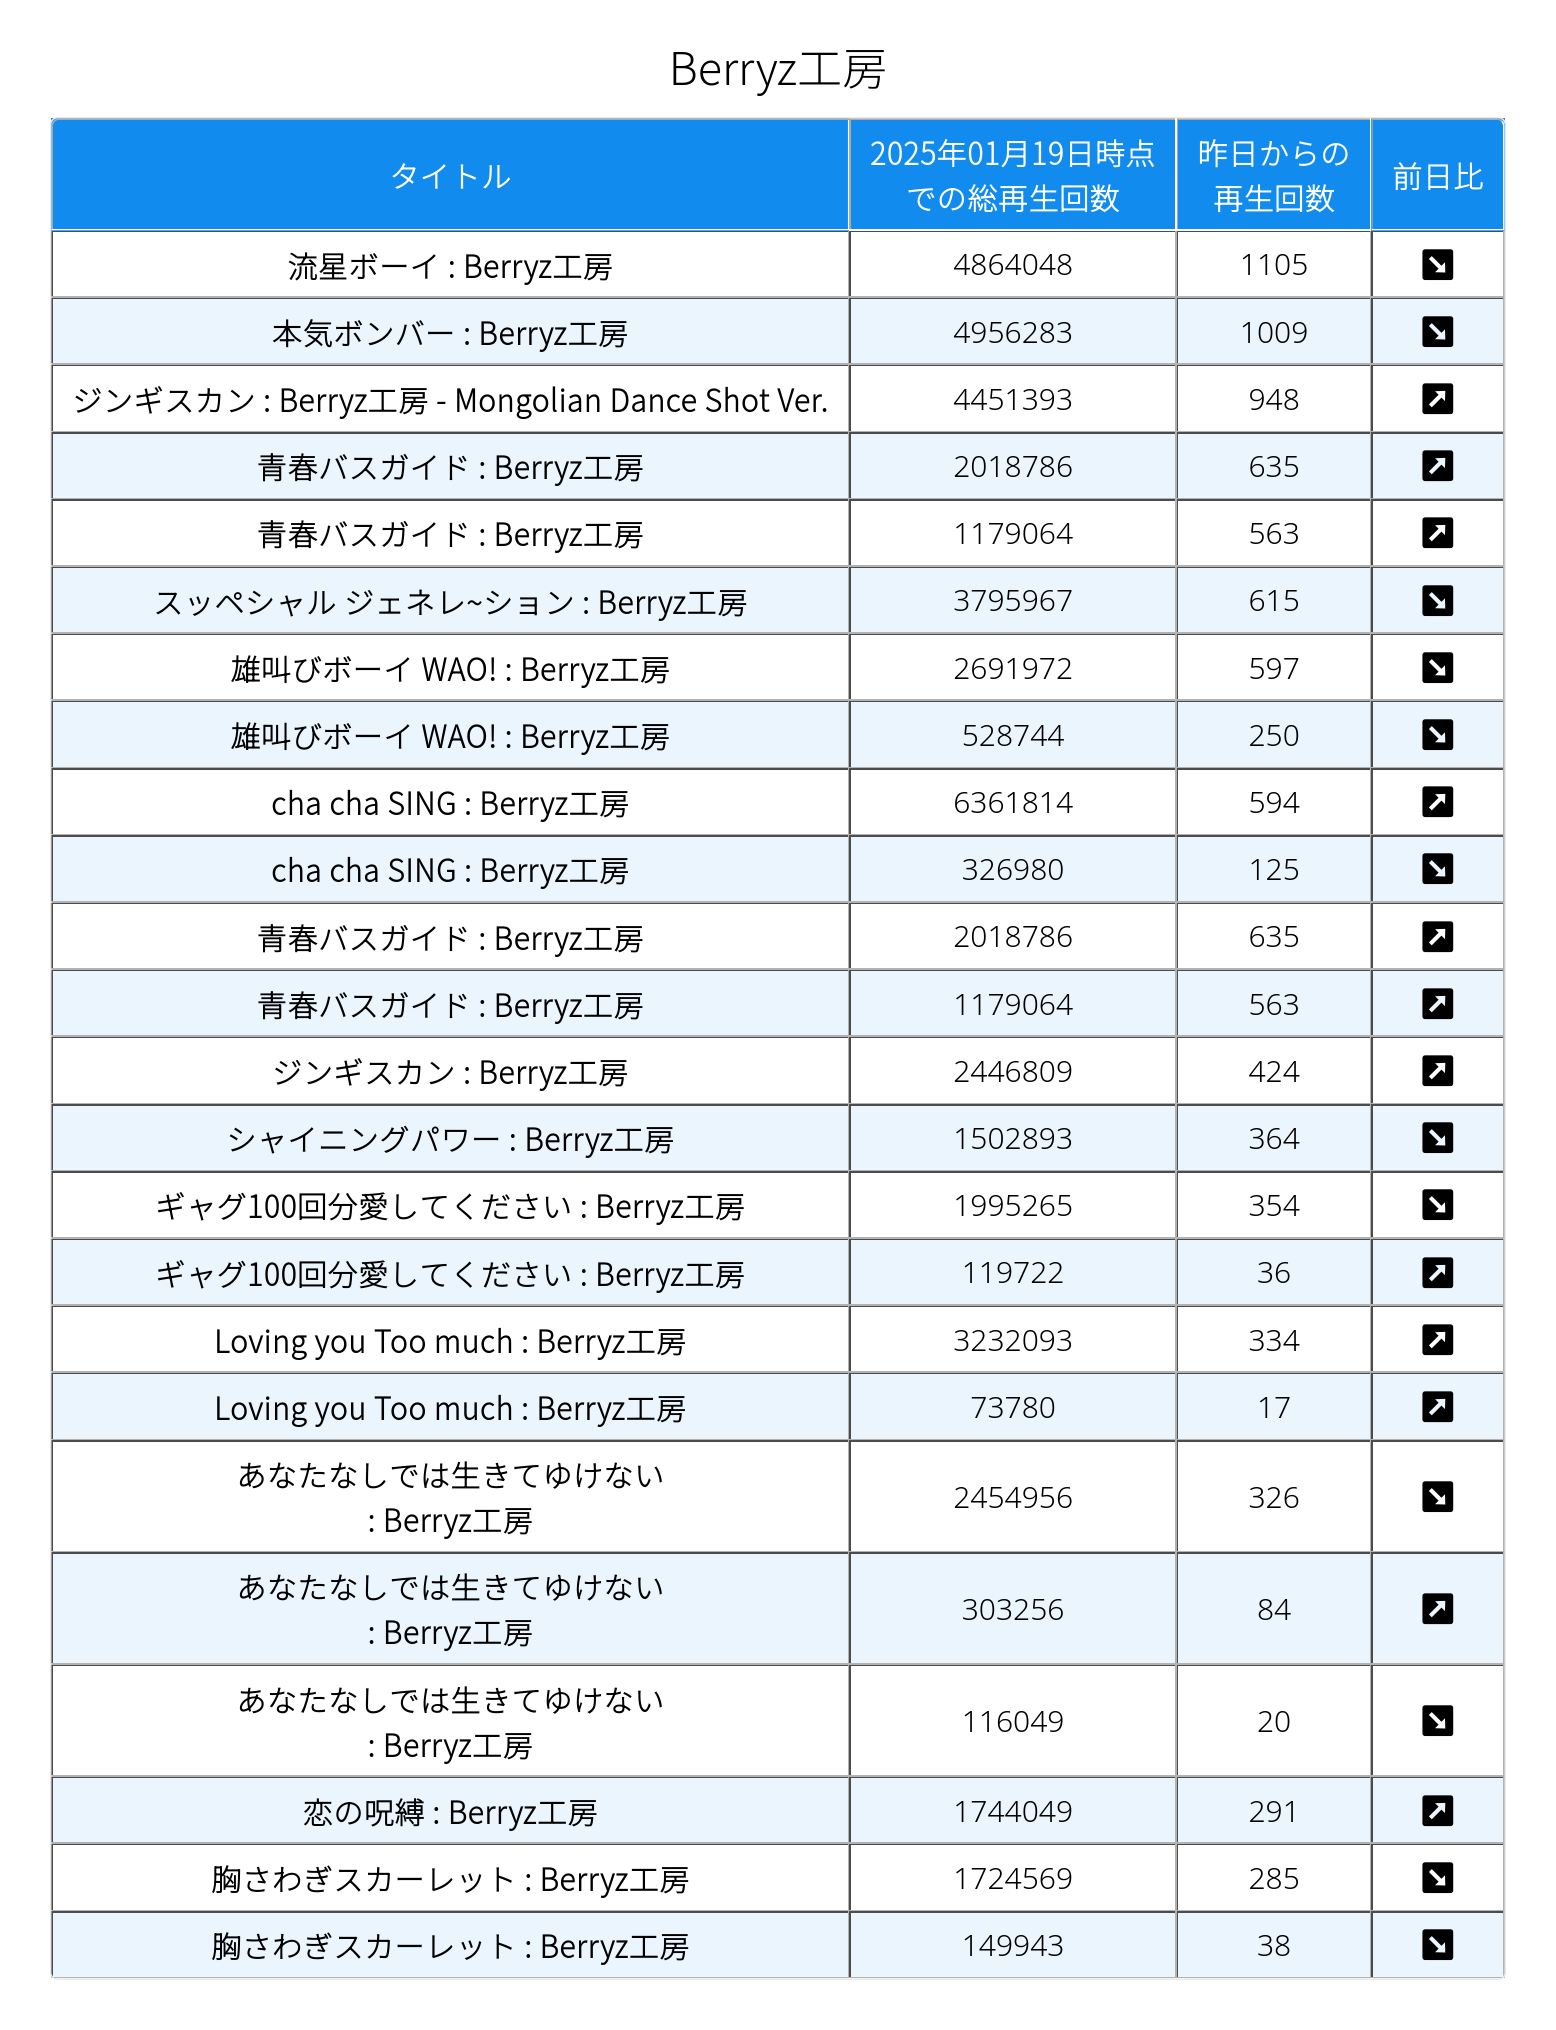 Berryz工房
タイトル 2025年01月19日時点 昨日からの 前日比
での総再生回数 再生回数
流星ボーイ : Berryz工房 4864048 1105
本気ボンバー : Berryz工房 4956283 1009
ジンギスカン : Berryz工房 - Mongolian Dance Shot Ver. 4451393 948
青春バスガイド : Berryz工房 2018786 635
青春バスガイド : Berryz工房 1179064 563
スッペシャル ジェネレ~ション : Berryz工房 3795967 615
雄叫びボーイ WAO! : Berryz工房 2691972 597
雄叫びボーイ WAO! : Berryz工房 528744 250
cha cha SING : Berryz工房 6361814 594
cha cha SING : Berryz工房 326980 125
青春バスガイド : Berryz工房 2018786 635
青春バスガイド : Berryz工房 1179064 563
ジンギスカン : Berryz工房 2446809 424
シャイニングパワー : Berryz工房 1502893 364
ギャグ100回分愛してください : Berryz工房 1995265 354
ギャグ100回分愛してください : Berryz工房 119722 36
Loving you Too much : Berryz工房 3232093 334
Loving you Too much : Berryz工房 73780 17
あなたなしでは生きてゆけない
: Berryz工房 2454956 326
あなたなしでは生きてゆけない
: Berryz工房 303256 84
あなたなしでは生きてゆけない
: Berryz工房 116049 20
恋の呪縛 : Berryz工房 1744049 291
胸さわぎスカーレット : Berryz工房 1724569 285
胸さわぎスカーレット : Berryz工房 149943 38